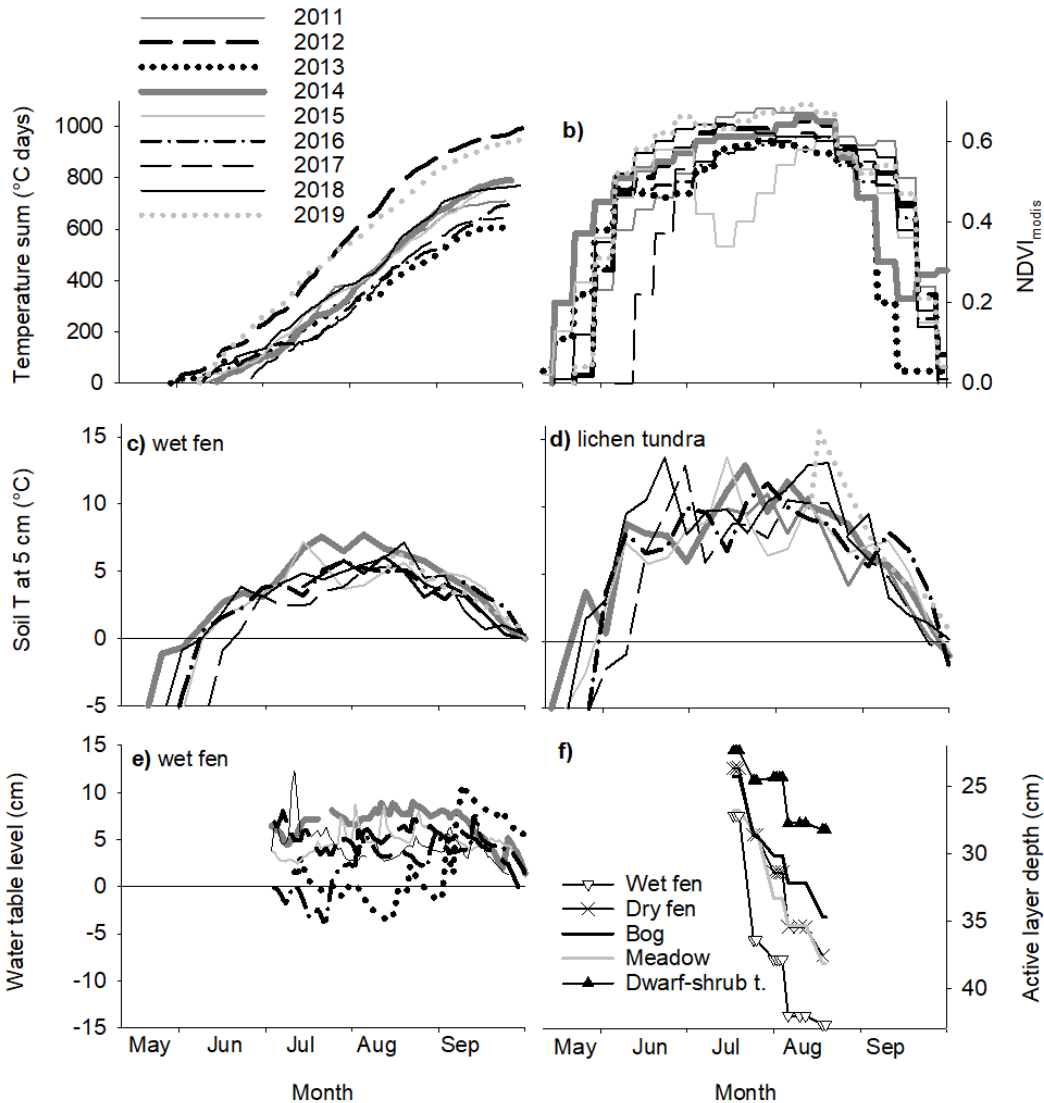 2011
2012
2013
2014
2015
2016
2017
2018
2019
Temperature sum (°C days)
1000
800
600
400
200
0
b)
NDVImodis
0.6
0.4
0.2
0.0
c) wet fen
Soil T at 5 cm (°C)
15
10
5
0
-5
d) lichen tundra
e) wet fen
Water table level (cm)
15
10
5
0
-5
-10
-15
May Jun Jul Aug Sep
Month
f)
Wet fen
Dry fen
Bog
Meadow
Dwarf-shrub t.
25
30
35
40
Active layer depth (cm)
May Jun Jul Aug Sep
Month